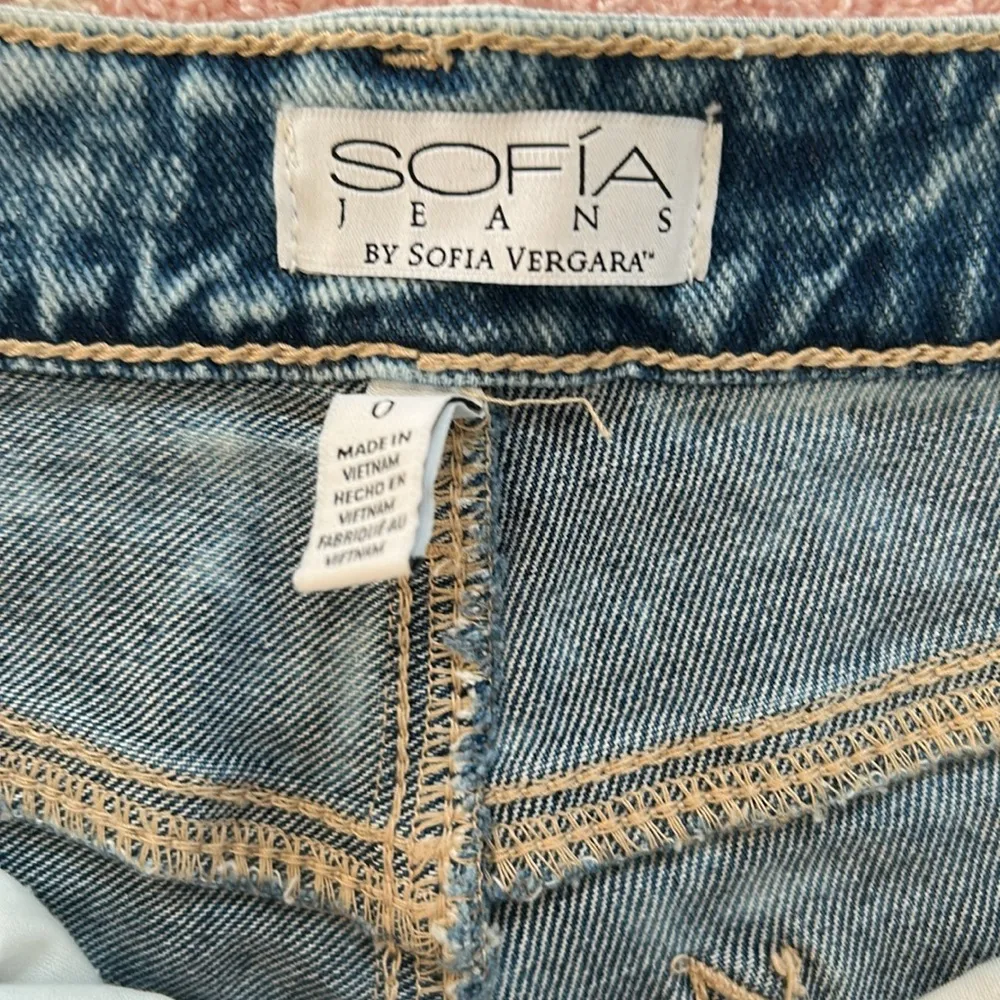 SOFÍA
JEANS
BY SOFIA VERGARA™
0
MADE IN
VIETNAM
HECHO EN
VIETNAM
FABRIQUÉ AU
VIETNAM